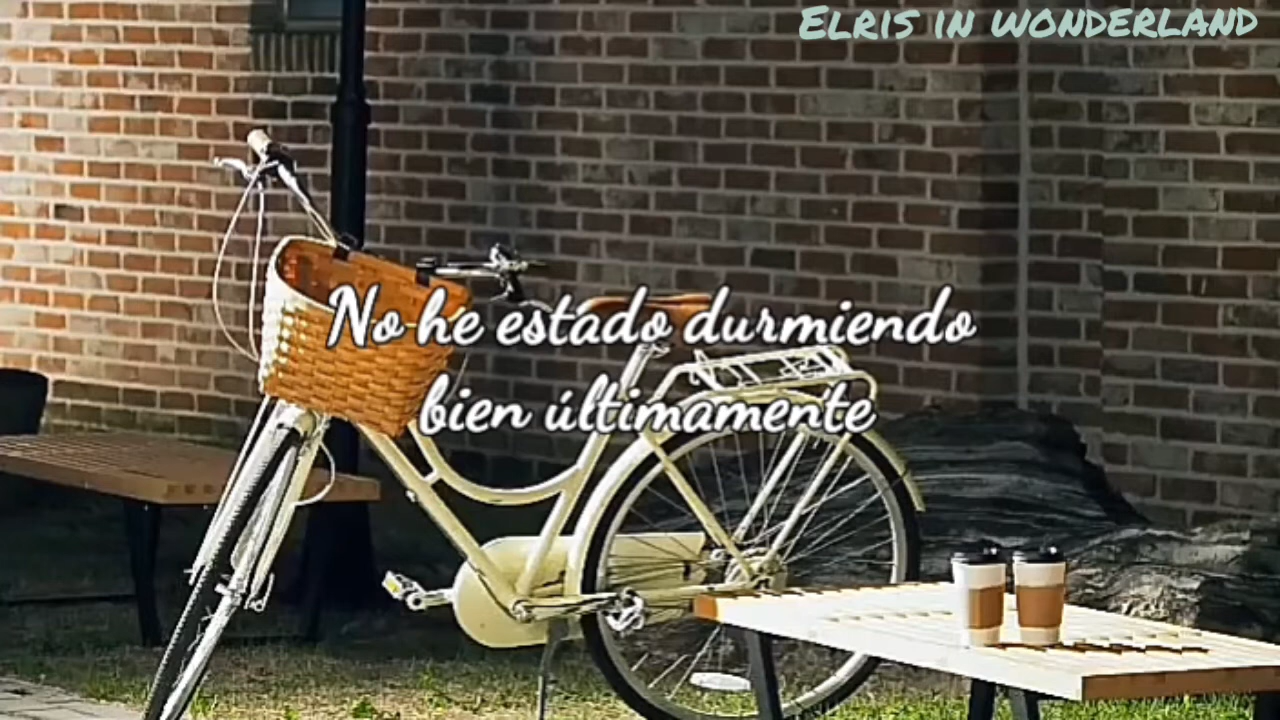 Elris in wonderland
No he estado durmiendo
bien últimamente